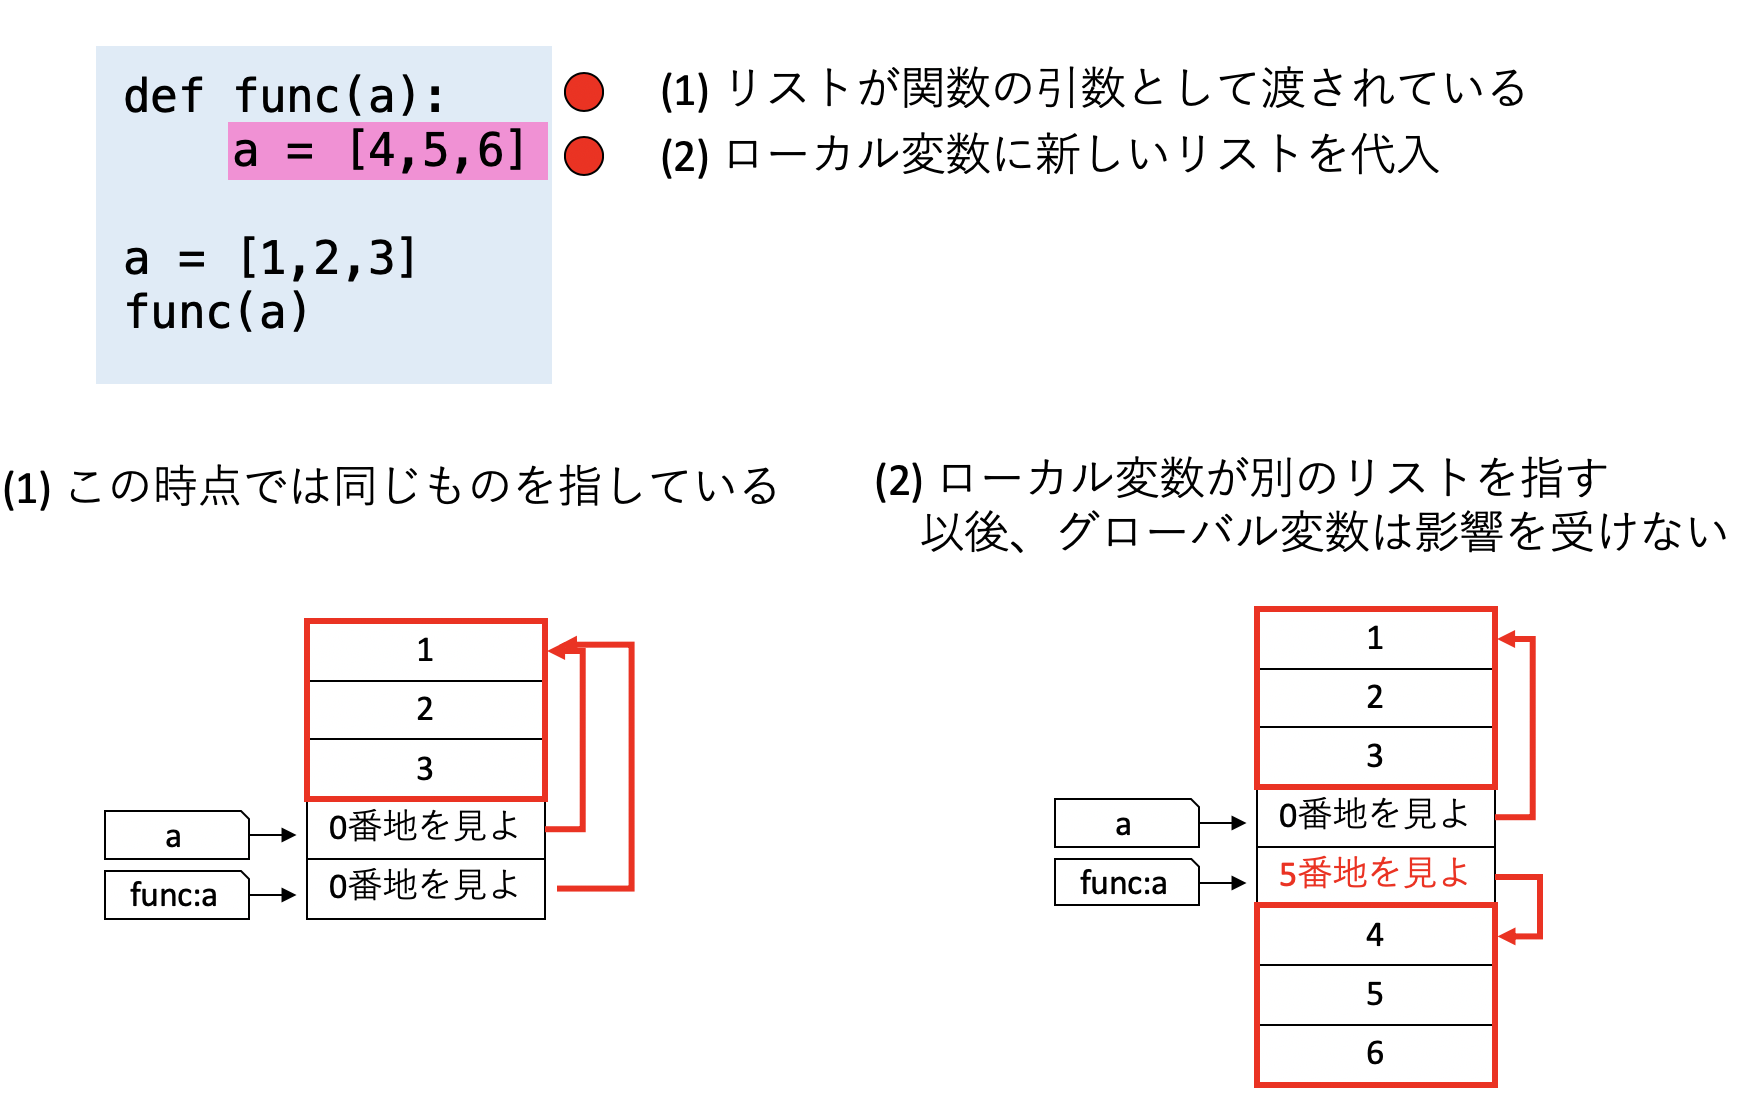 def func(a):
a = [4,5,6]
a = [1,2,3]
func(a)
(1) リストが関数の引数として渡されている
(2) ローカル変数に新しいリストを代入
(1) この時点では同じものを指している
1
2
3
a
0番地を見よ
func:a
0番地を見よ
(2) ローカル変数が別のリストを指す
以後、グローバル変数は影響を受けない
1
2
3
a
0番地を見よ
func:a
5番地を見よ
4
5
6